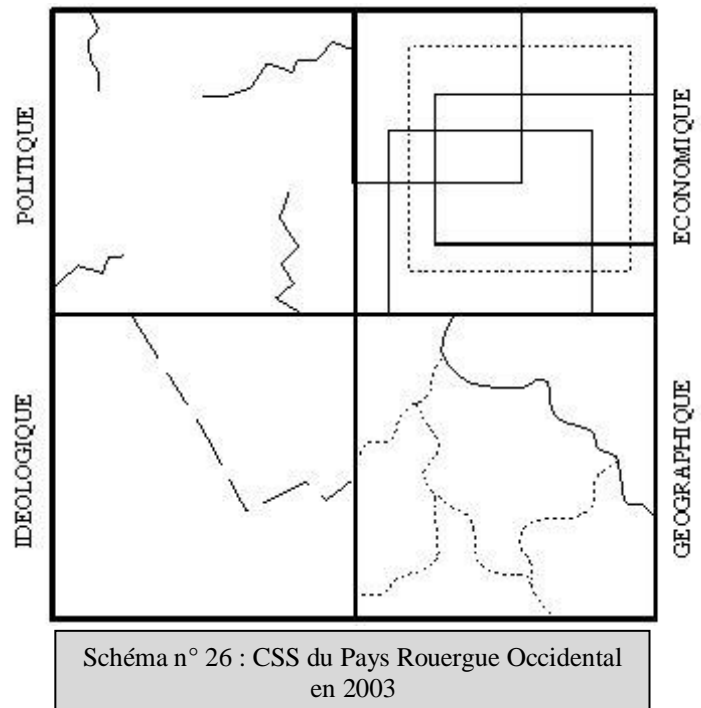 POLITIQUE
ECONOMIQUE
IDEOLOGIQUE
GEOGRAPHIQUE
Schéma n° 26 : CSS du Pays Rouergue Occidental
en 2003